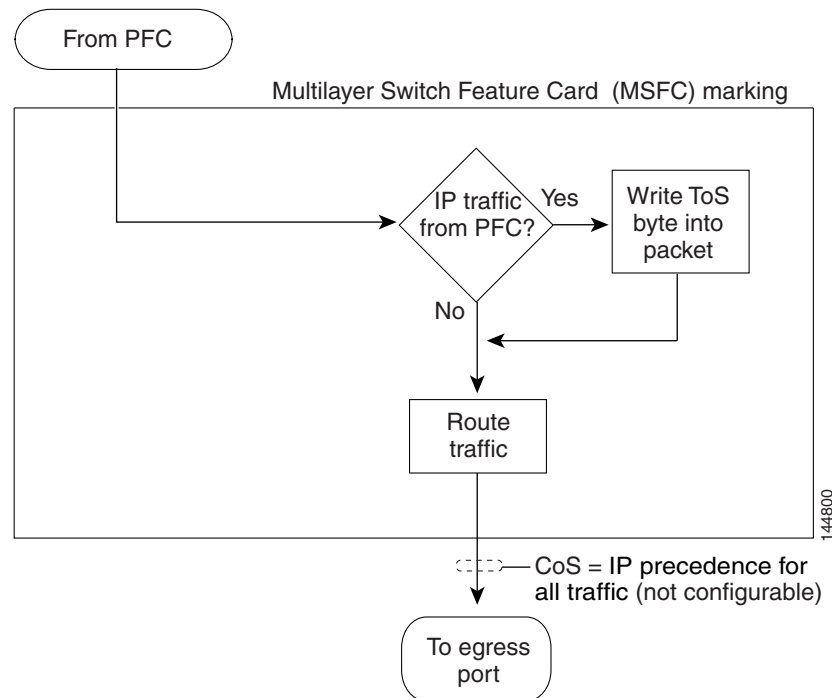 From PFC
Multilayer Switch Feature Card (MSFC) marking
IP traffic
from PFC?
Yes
Write ToS
byte into
packet
No
Route
traffic
144800
CoS = IP precedence for
all traffic (not configurable)
To egress
port